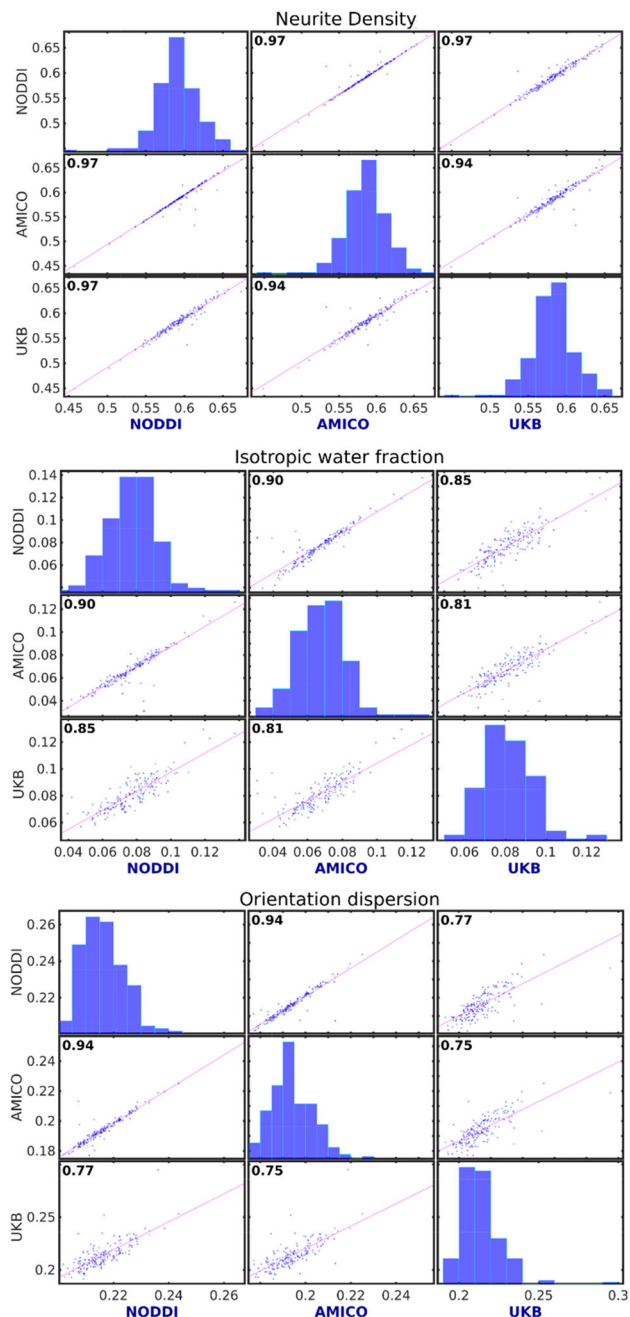 Neurite Density
NODDI
0.65
0.6
0.55
0.5
0.97
0.97
AMICO
0.65
0.6
0.55
0.5
0.45
0.97
0.94
UKB
0.65
0.6
0.55
0.5
0.45
0.97
0.94
0.45 0.5 0.55 0.6 0.65
0.5 0.55 0.6 0.65
0.5 0.55 0.6 0.65
NODDI AMICO UKB
Isotropic water fraction
NODDI
0.14
0.12
0.1
0.08
0.06
0.90
0.85
AMICO
0.12
0.1
0.08
0.06
0.04
0.90
0.81
UKB
0.12
0.1
0.08
0.06
0.85
0.81
0.04 0.06 0.08 0.1 0.12
0.04 0.06 0.08 0.1 0.12
0.06 0.08 0.1 0.12
NODDI AMICO UKB
Orientation dispersion
NODDI
0.26
0.24
0.22
0.94
0.77
AMICO
0.24
0.22
0.2
0.18
0.94
0.75
UKB
0.25
0.2
0.77
0.75
0.22 0.24 0.26
0.18 0.2 0.22 0.24
0.2 0.25 0.3
NODDI AMICO UKB